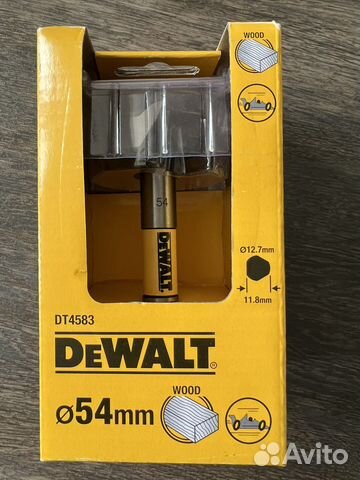 WOOD
54
DEWALT
Ø12.7mm
11.8mm
DT4583
DEWALT®
Ø54mm
WOOD
Avito